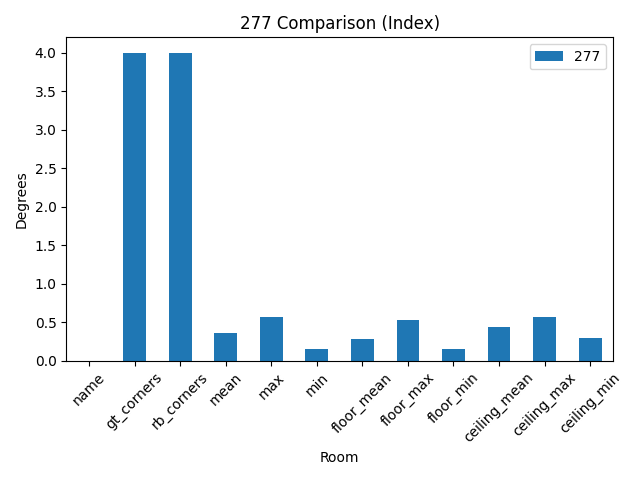 277 Comparison (Index)
277
Degrees
4.0
3.5
3.0
2.5
2.0
1.5
1.0
0.5
0.0
name
gt_corners
rb_corners
mean
max
min
floor_mean
floor_max
floor_min
ceiling_mean
ceiling_max
ceiling_min
Room